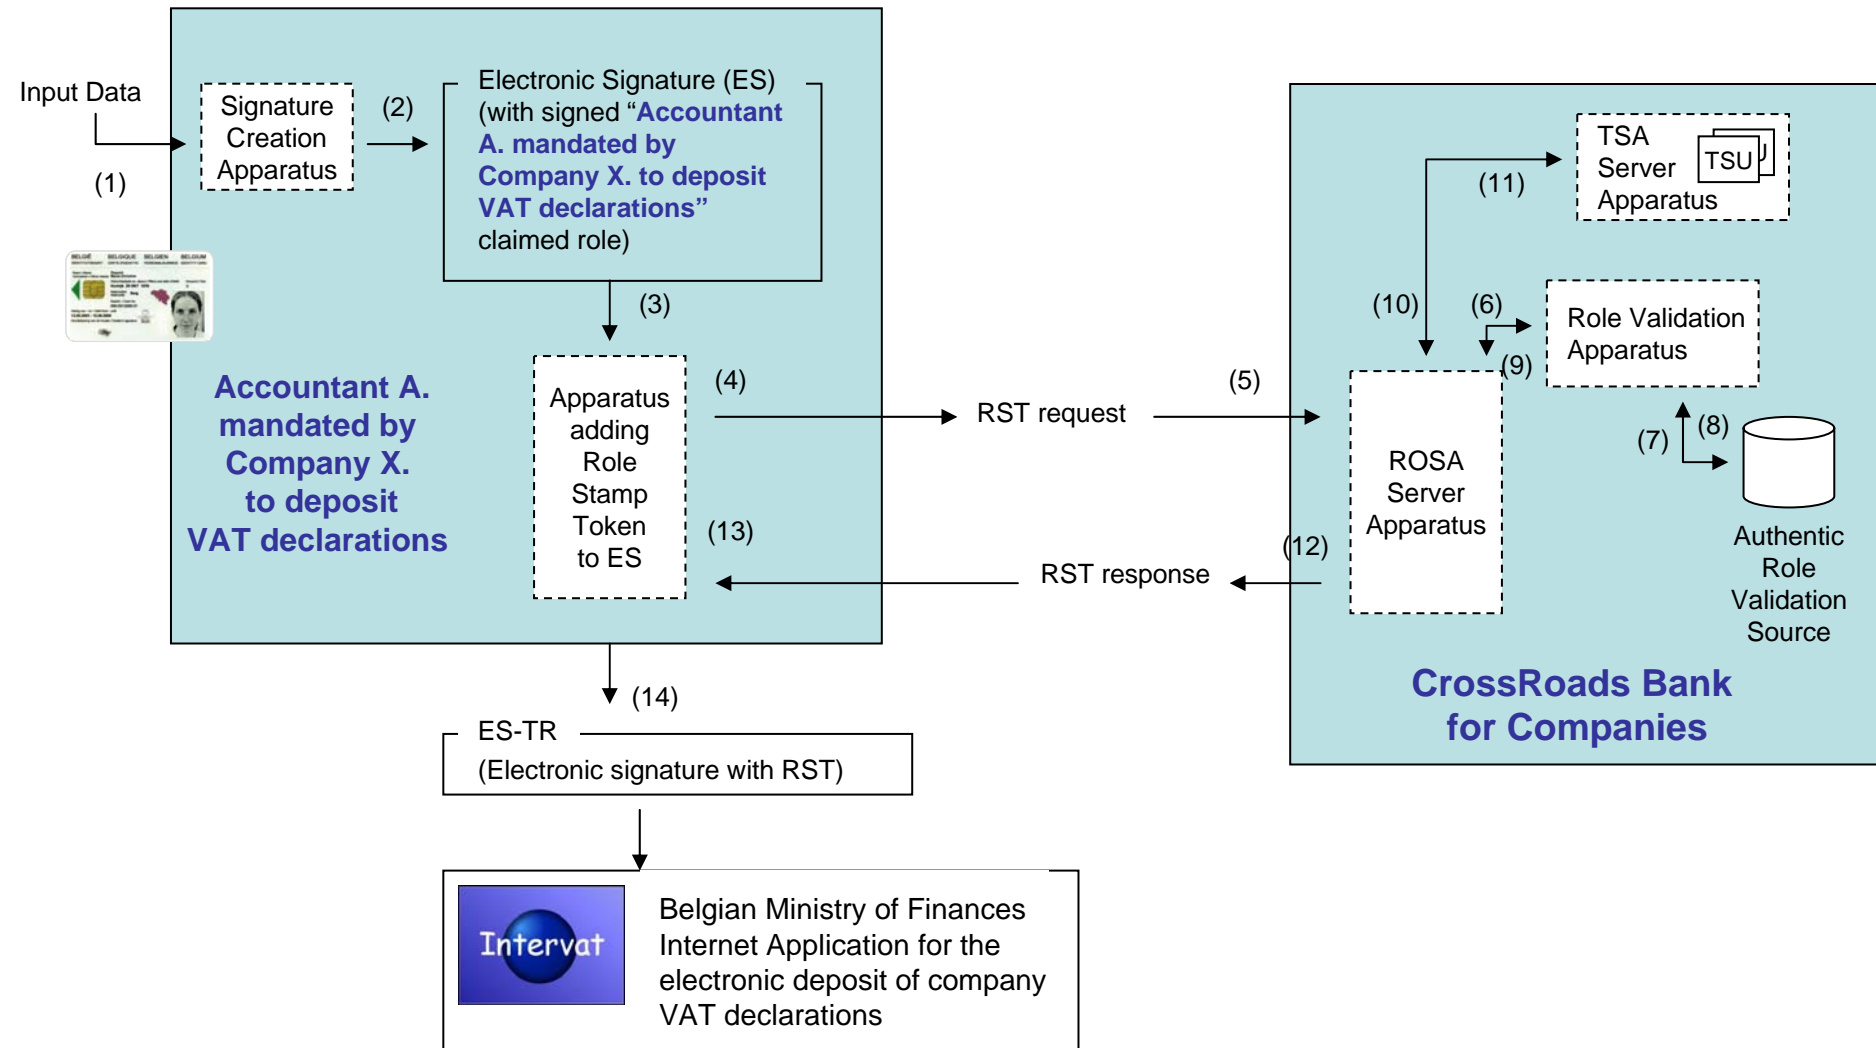 Input Data
(1)
Signature
Creation
Apparatus
(2)
Electronic Signature (ES)
(with signed “Accountant
A. mandated by
Company X. to deposit
VAT declarations”
claimed role)
BELGIË BELGIQUE BELGIEN BELGIUM
(3)
Accountant A.
mandated by
Company X.
to deposit
VAT declarations
Apparatus
adding
Role
Stamp
Token
to ES
(4)
RST request
(5)
(13)
RST response
(12)
TSA
Server
Apparatus
TSU
(11)
(10)
(6)
(9)
Role Validation
Apparatus
(7)
(8)
ROSA
Server
Apparatus
Authentic
Role
Validation
Source
CrossRoads Bank
for Companies
(14)
ES-TR
(Electronic signature with RST)
Intervat
Belgian Ministry of Finances
Internet Application for the
electronic deposit of company
VAT declarations